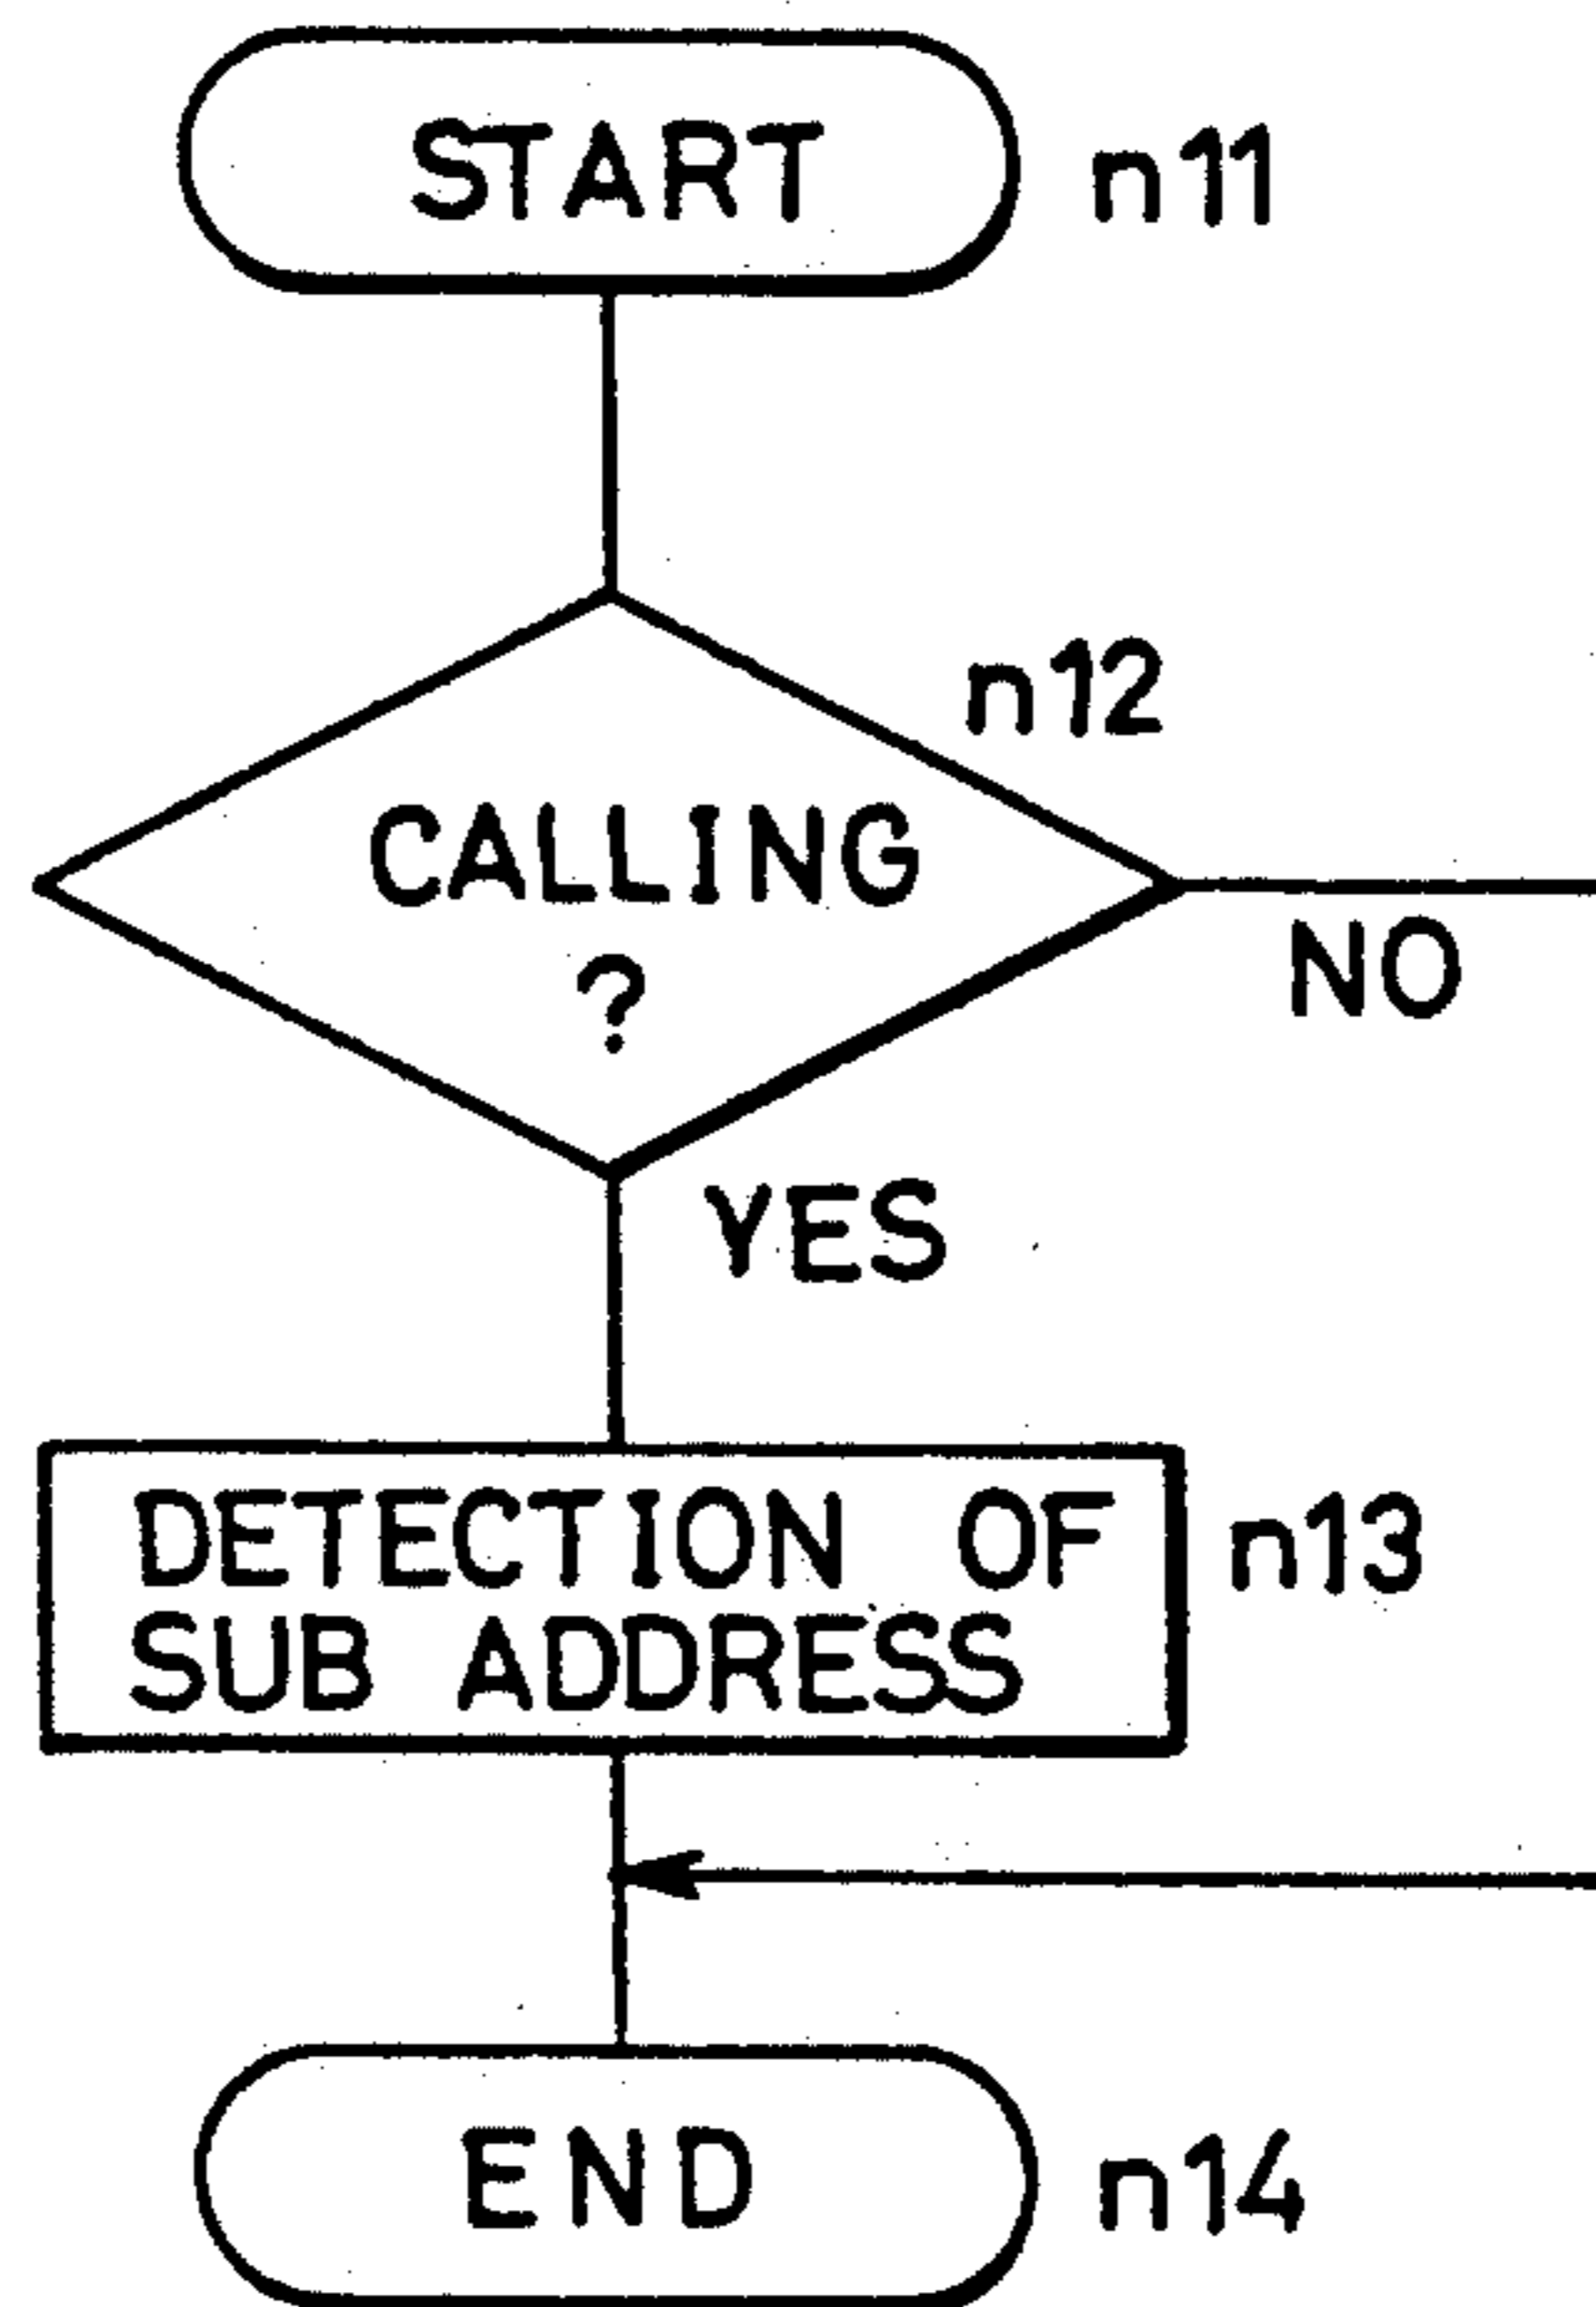 START n11
n12
CALLING
?
NO
YES
DETECTION OF n13
SUB ADDRESS
END n14